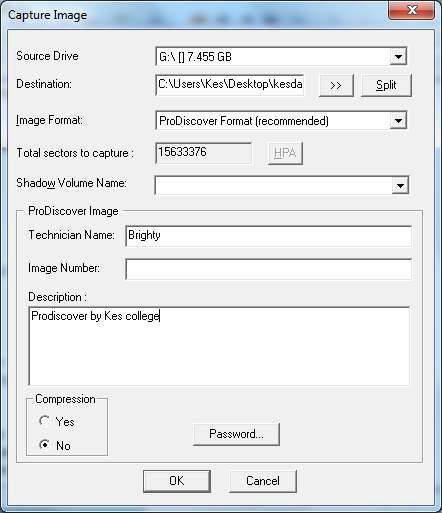 Capture Image
Source Drive G:\ [] 7.455 GB
Destination: C:\Users\Kes\Desktop\kesda >> Split
Image Format: ProDiscover Format (recommended)
Total sectors to capture : 15633376 HPA
Shadow Volume Name:
ProDiscover Image
Technician Name: Brighty
Image Number:
Description :
Prodiscover by Kes college
Compression
Yes
No
Password...
OK Cancel